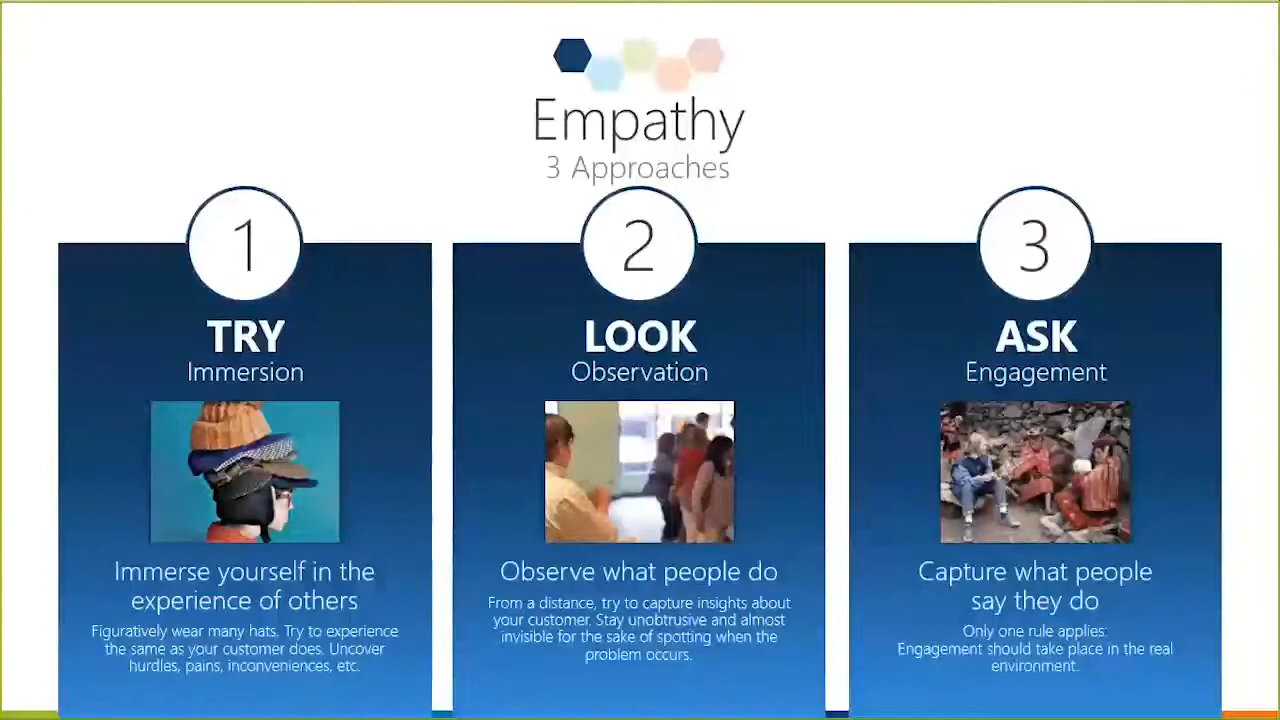 Empathy
3 Approaches
1
TRY
Immersion
Immerse yourself in the
experience of others
Figuratively wear many hats. Try to experience
the same as your customer does. Uncover
hurdles, pains, inconveniences, etc.
2
LOOK
Observation
Observe what people do
From a distance, try to capture insights about
your customer. Stay unobtrusive and almost
invisible for the sake of spotting when the
problem occurs.
3
ASK
Engagement
Capture what people
say they do
Only one rule applies:
Engagement should take place in the real
environment.